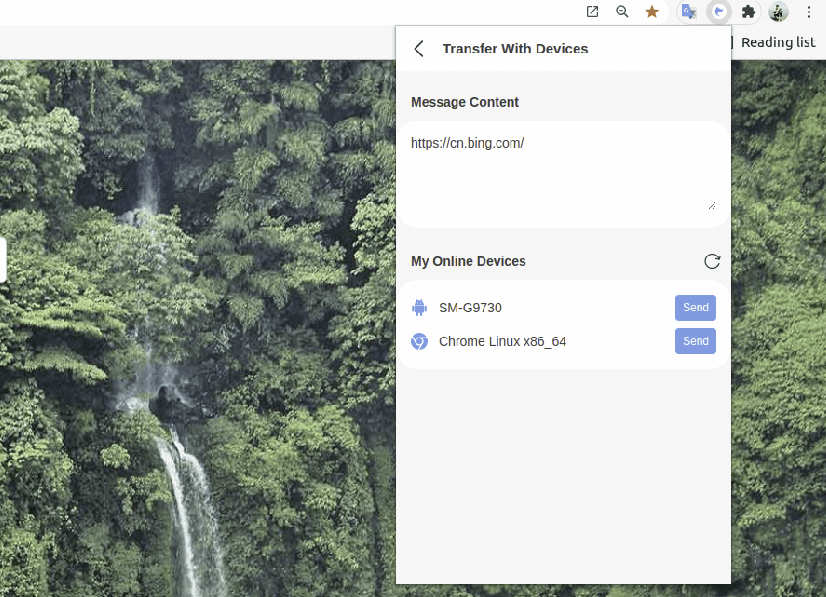 Transfer With Devices
Reading list
Message Content
https://cn.bing.com/
My Online Devices
SM-G9730 Send
Chrome Linux x86_64 Send